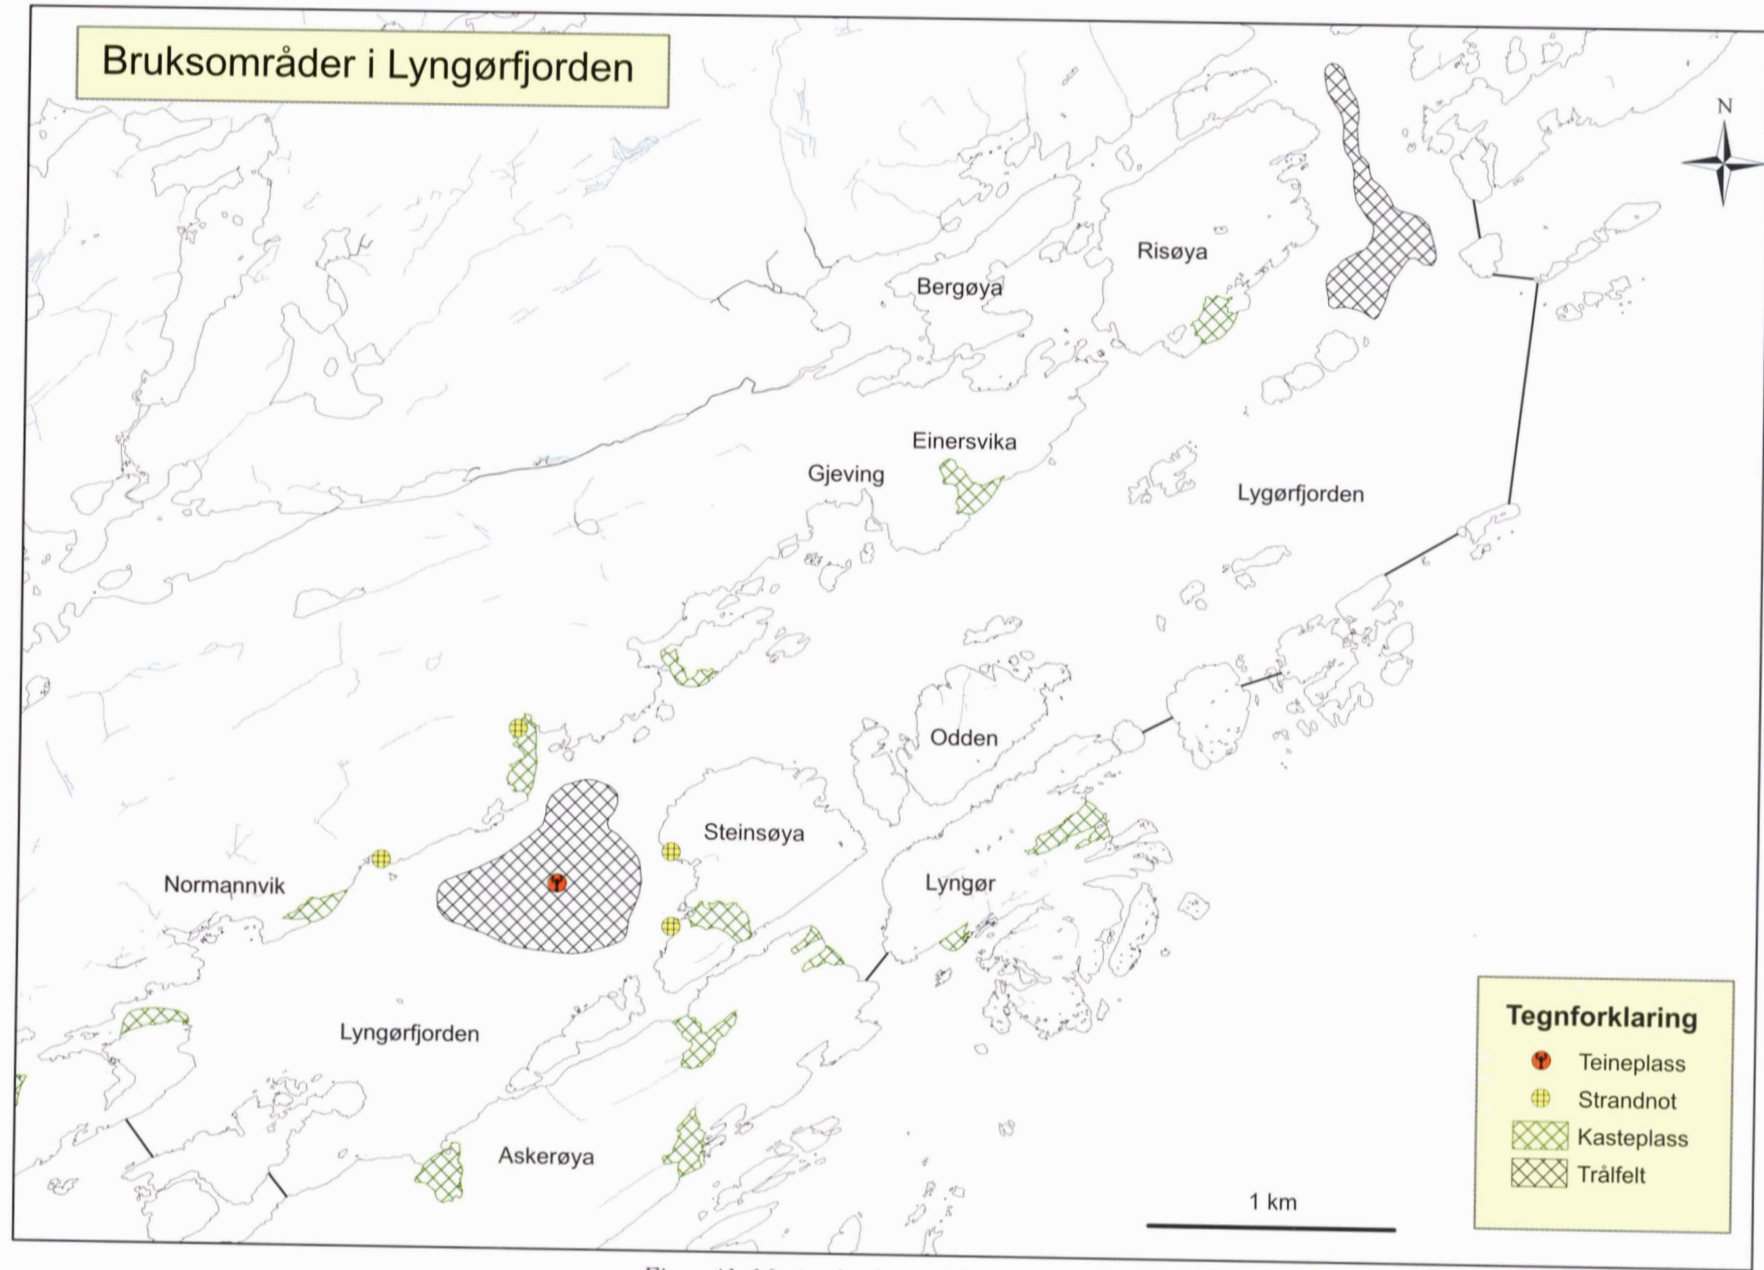 Bruksområder i Lyngørfjorden
N
Risøya
Bergøya
Einersvika
Gjeving
Lygørfjorden
Odden
Steinsøya
Normannvik
Lyngør
Lyngørfjorden
Askerøya
1 km
Tegnforklaring
Teineplass
Strandnot
Kasteplass
Trålfelt